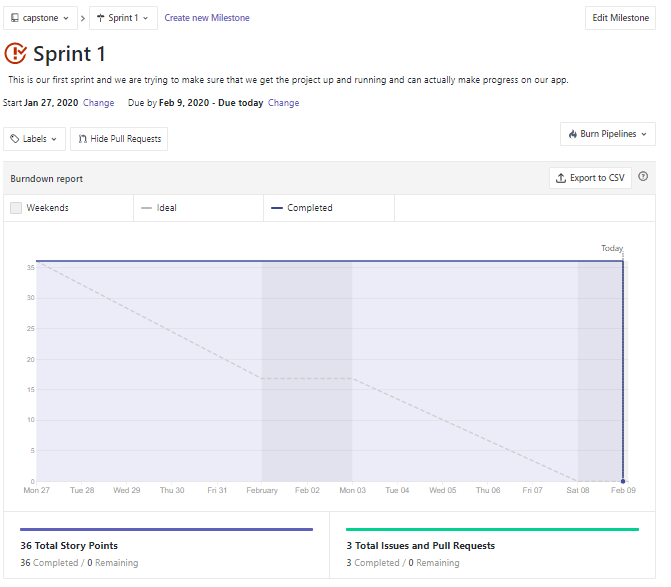 capstone > Sprint 1 Create new Milestone Edit Milestone
Sprint 1
This is our first sprint and we are trying to make sure that we get the project up and running and can actually make progress on our app.
Start Jan 27, 2020 Change Due by Feb 9, 2020 - Due today Change
Labels Hide Pull Requests Burn Pipelines
Burndown report Export to CSV ?
Weekends Ideal Completed
Today
35
30
25
20
15
10
5
0
Mon 27 Tue 28 Wed 29 Thu 30 Fri 31 February Feb 02 Mon 03 Tue 04 Wed 05 Thu 06 Fri 07 Sat 08 Feb 09
36 Total Story Points 3 Total Issues and Pull Requests
36 Completed / 0 Remaining 3 Completed / 0 Remaining